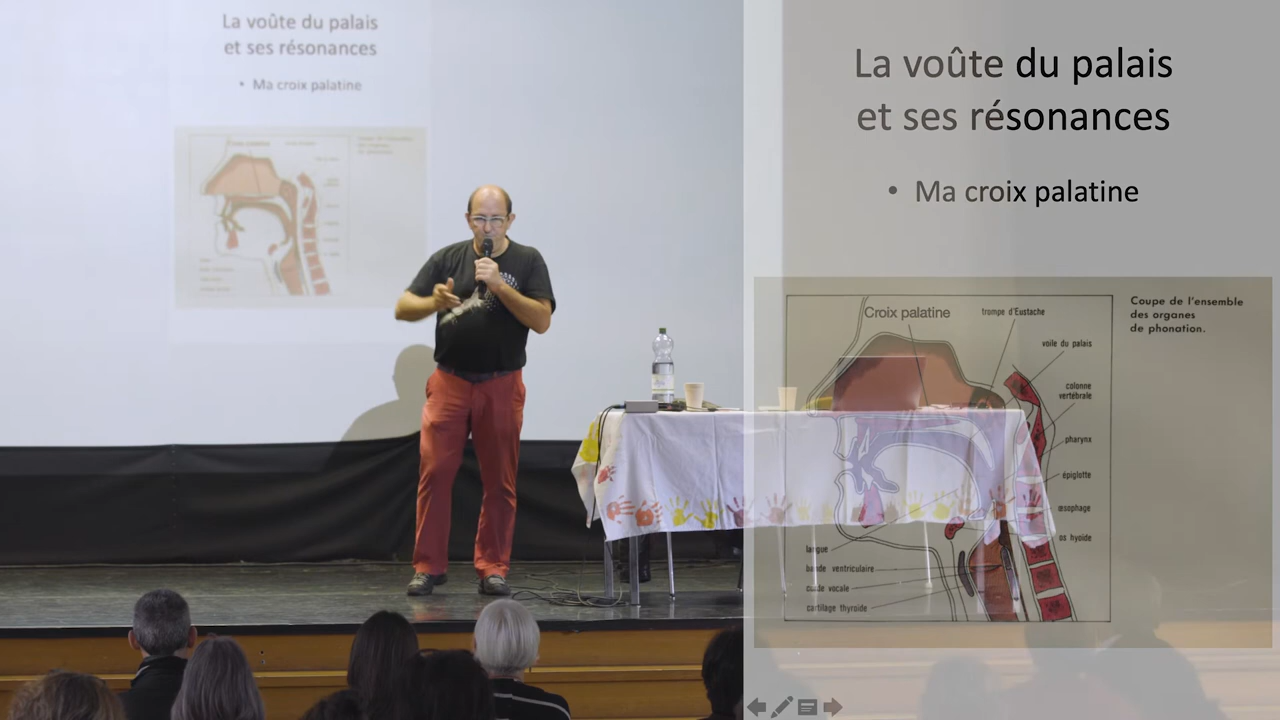 La voûte du palais
et ses résonances
• Ma croix palatine
La voûte du palais
et ses résonances
• Ma croix palatine
Croix palatine
trompe d'Eustache
voile du palais
colonne
vertébrale
pharynx
épiglotte
œsophage
os hyoide
langue
bande ventriculaire
corde vocale
cartilage thyroïde
Coupe de l'ensemble
des organes
de phonation.